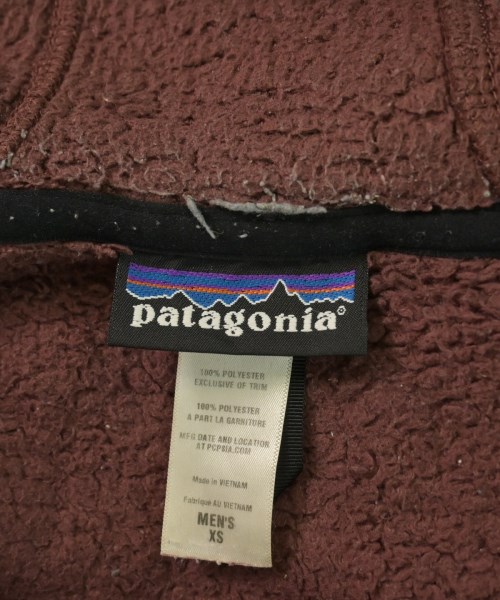 patagonia®
100% POLYESTER
EXCLUSIVE OF TRIM
100% POLYESTER
A PART LA GARNITURE
MFG DATE AND LOCATION
AT PCPSIA.COM
Made in VIETNAM
Fabriqué AU VIETNAM
MEN'S
XS